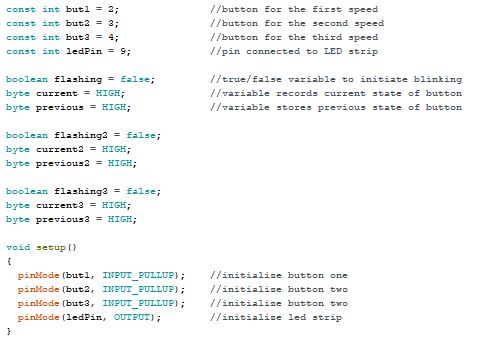 const int but1 = 2; //button for the first speed
const int but2 = 3; //button for the second speed
const int but3 = 4; //button for the third speed
const int ledPin = 9; //pin connected to LED strip
boolean flashing = false; //true/false variable to initiate blinking
byte current = HIGH; //variable records current state of button
byte previous = HIGH; //variable stores previous state of button
boolean flashing2 = false;
byte current2 = HIGH;
byte previous2 = HIGH;
boolean flashing3 = false;
byte current3 = HIGH;
byte previous3 = HIGH;
void setup()
{
pinMode(but1, INPUT_PULLUP); //initialize button one
pinMode(but2, INPUT_PULLUP); //initialize button two
pinMode(but3, INPUT_PULLUP); //initialize button two
pinMode(ledPin, OUTPUT); //initialize led strip
}